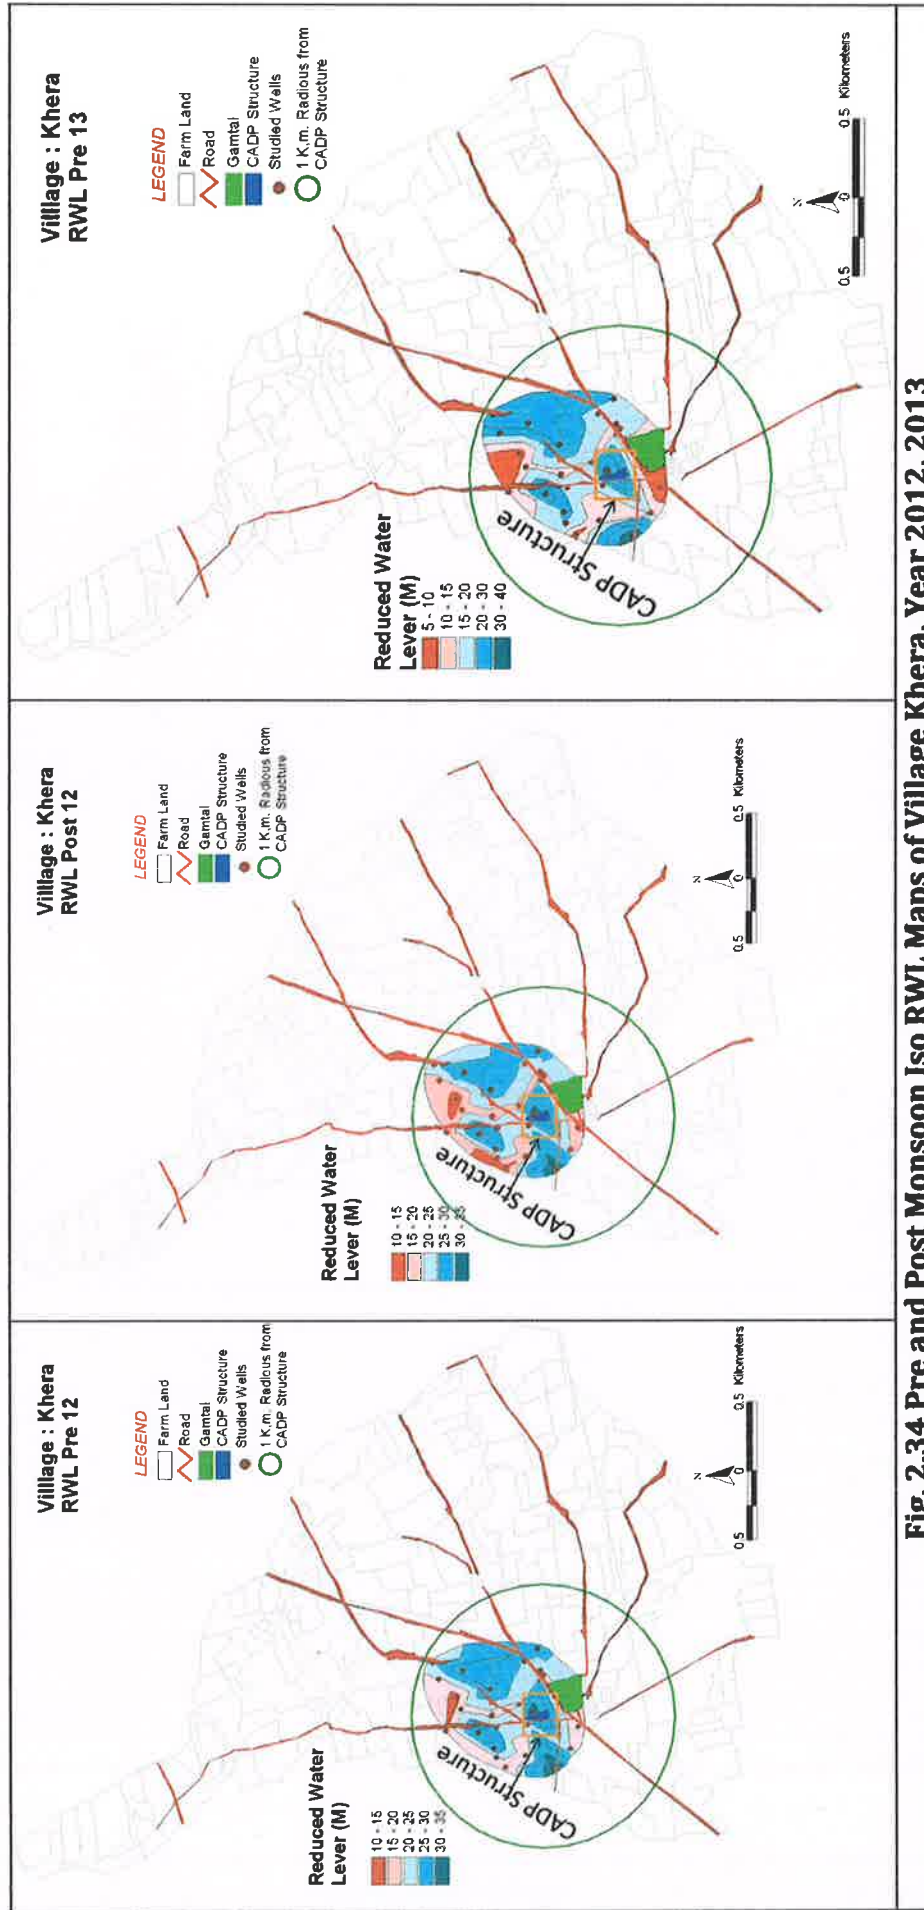 Villlage : Khera
RWL Pre 12
LEGEND
Farm Land
Road
Gamtal
CADP Structure
Studied Wells
1 K.m. Radious from
CADP Structure
Reduced Water
Lever (M)
10 - 15
15 - 20
20 - 25
25 - 30
30 - 35
CADP Structure
N
0.5 0 0.5 Kilometers
Villlage : Khera
RWL Post 12
LEGEND
Farm Land
Road
Gamtal
CADP Structure
Studied Wells
1 K.m. Radious from
CADP Structure
Reduced Water
Lever (M)
10 - 15
15 - 20
20 - 25
25 - 30
30 - 35
CADP Structure
N
0.5 0 0.5 Kilometers
Villlage : Khera
RWL Pre 13
LEGEND
Farm Land
Road
Gamtal
CADP Structure
Studied Wells
1 K.m. Radious from
CADP Structure
Reduced Water
Lever (M)
5 - 10
10 - 15
15 - 20
20 - 30
30 - 40
CADP Structure
N
0.5 0 0.5 Kilometers
Fig. 2.34 Pre and Post Monsoon Iso RWL Maps of Village Khera, Year 2012, 2013